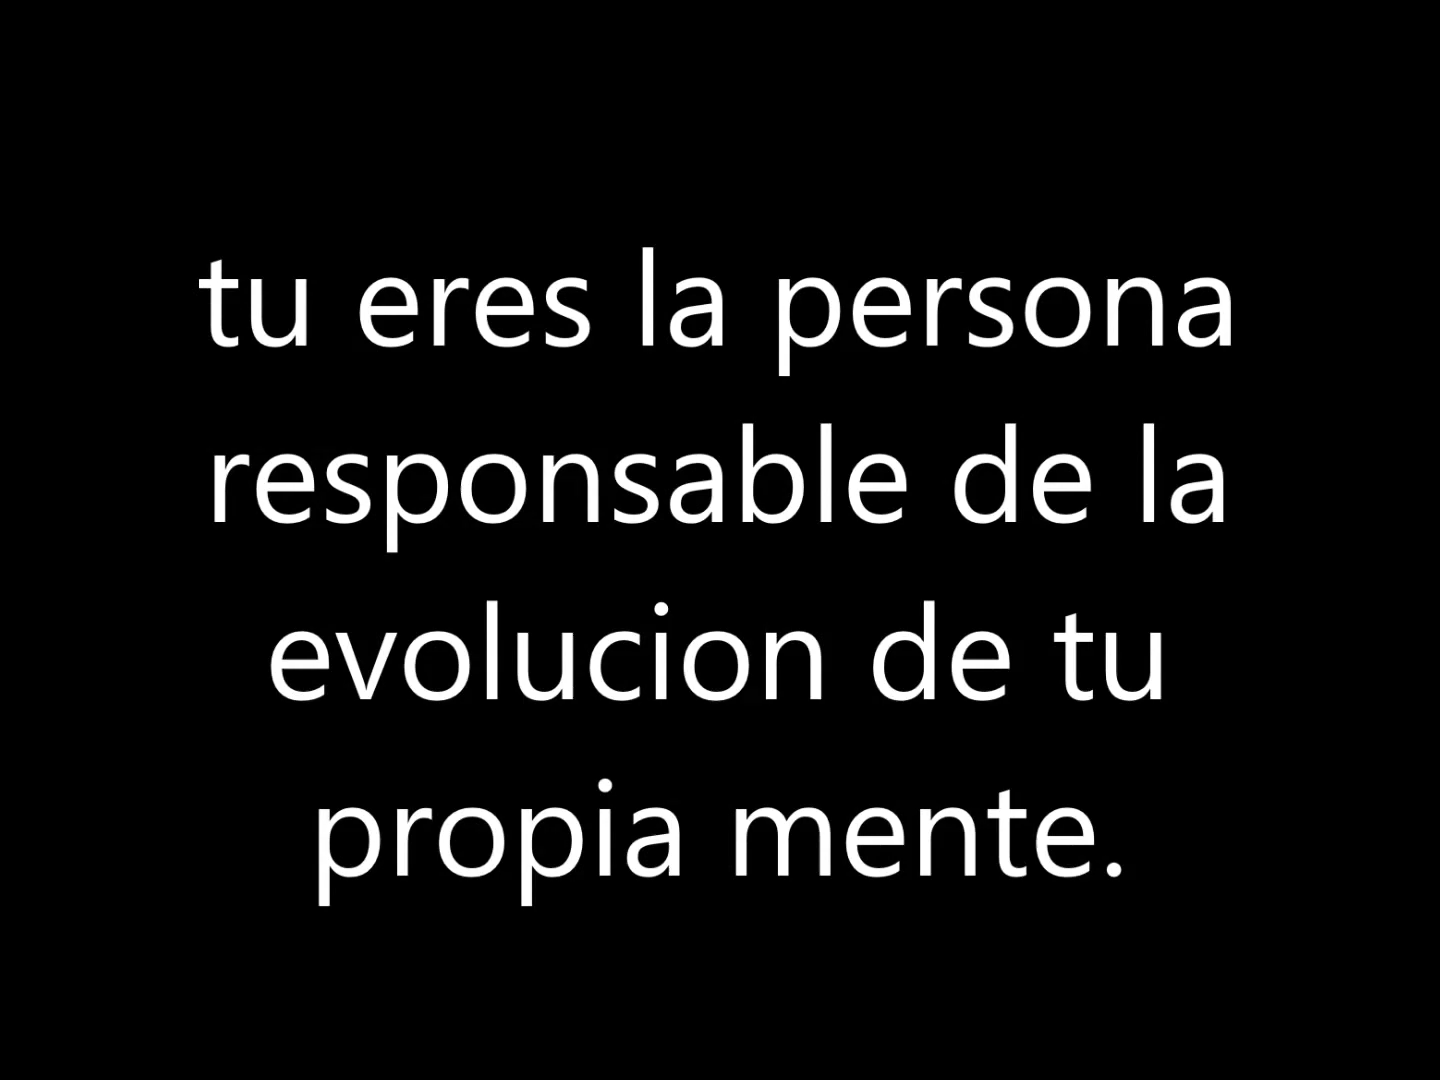 tu eres la persona
responsable de la
evolucion de tu
propia mente.